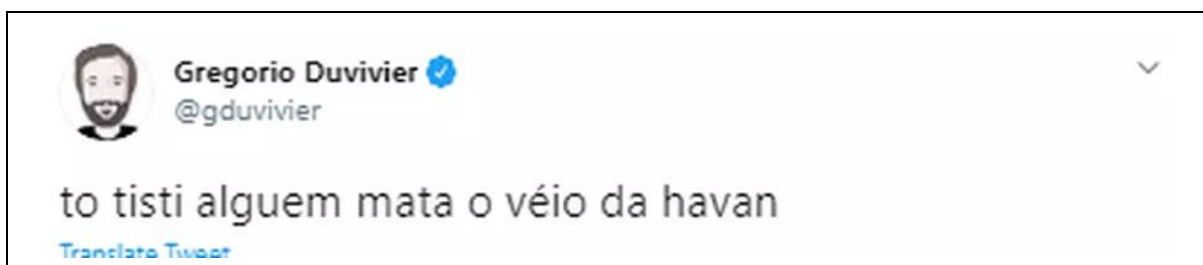 Gregorio Duvivier
@gduvivier
to tisti alguem mata o véio da havan
Translate Tweet